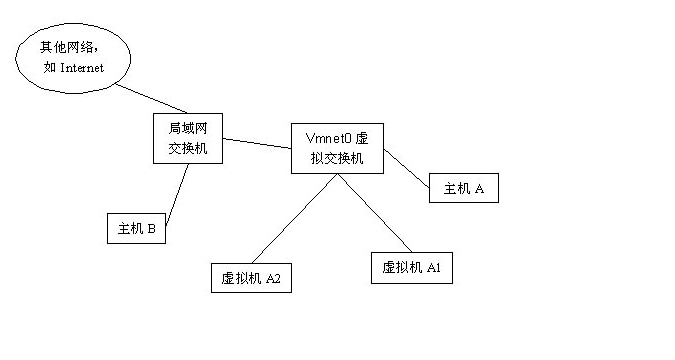 其他网络，
如 Internet
局域网
交换机
Vmnet0 虚
拟交换机
主机 A
主机 B
虚拟机 A2
虚拟机 A1